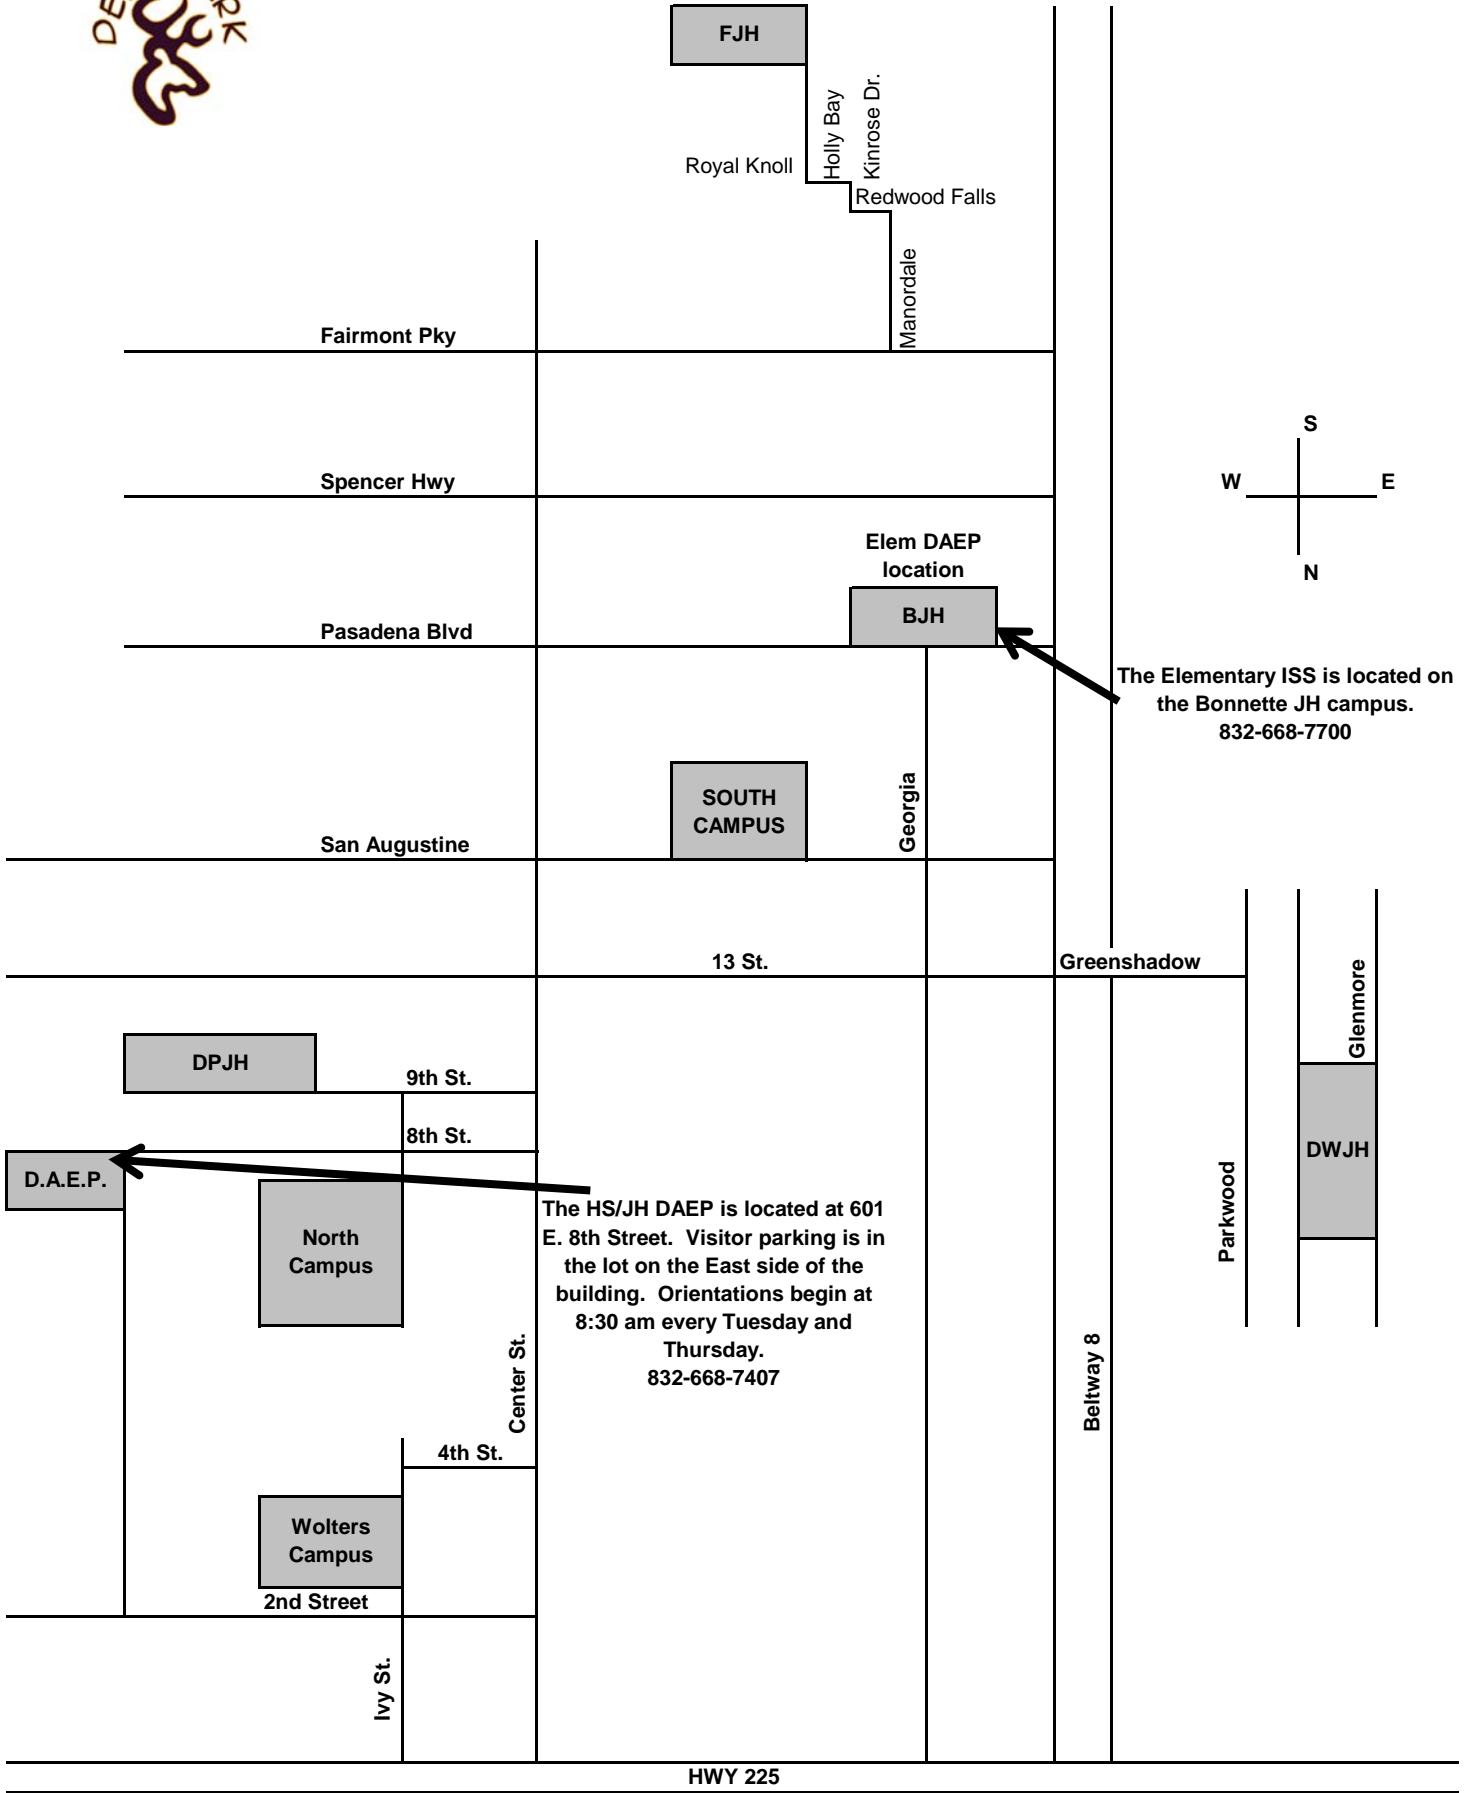 FJH
Holly Bay
Kinrose Dr.
Royal Knoll
Redwood Falls
Manordale
Fairmont Pky
S
Spencer Hwy
W
E
N
Elem DAEP
location
BJH
Pasadena Blvd
The Elementary ISS is located on
the Bonnette JH campus.
832-668-7700
SOUTH
CAMPUS
Georgia
San Augustine
13 St.
Greenshadow
Glenmore
DPJH
9th St.
8th St.
DWJH
D.A.E.P.
Parkwood
North
Campus
The HS/JH DAEP is located at 601
E. 8th Street.  Visitor parking is in
the lot on the East side of the
building.  Orientations begin at
8:30 am every Tuesday and
Thursday.
832-668-7407
Center St.
Beltway 8
4th St.
Wolters
Campus
2nd Street
Ivy St.
HWY 225